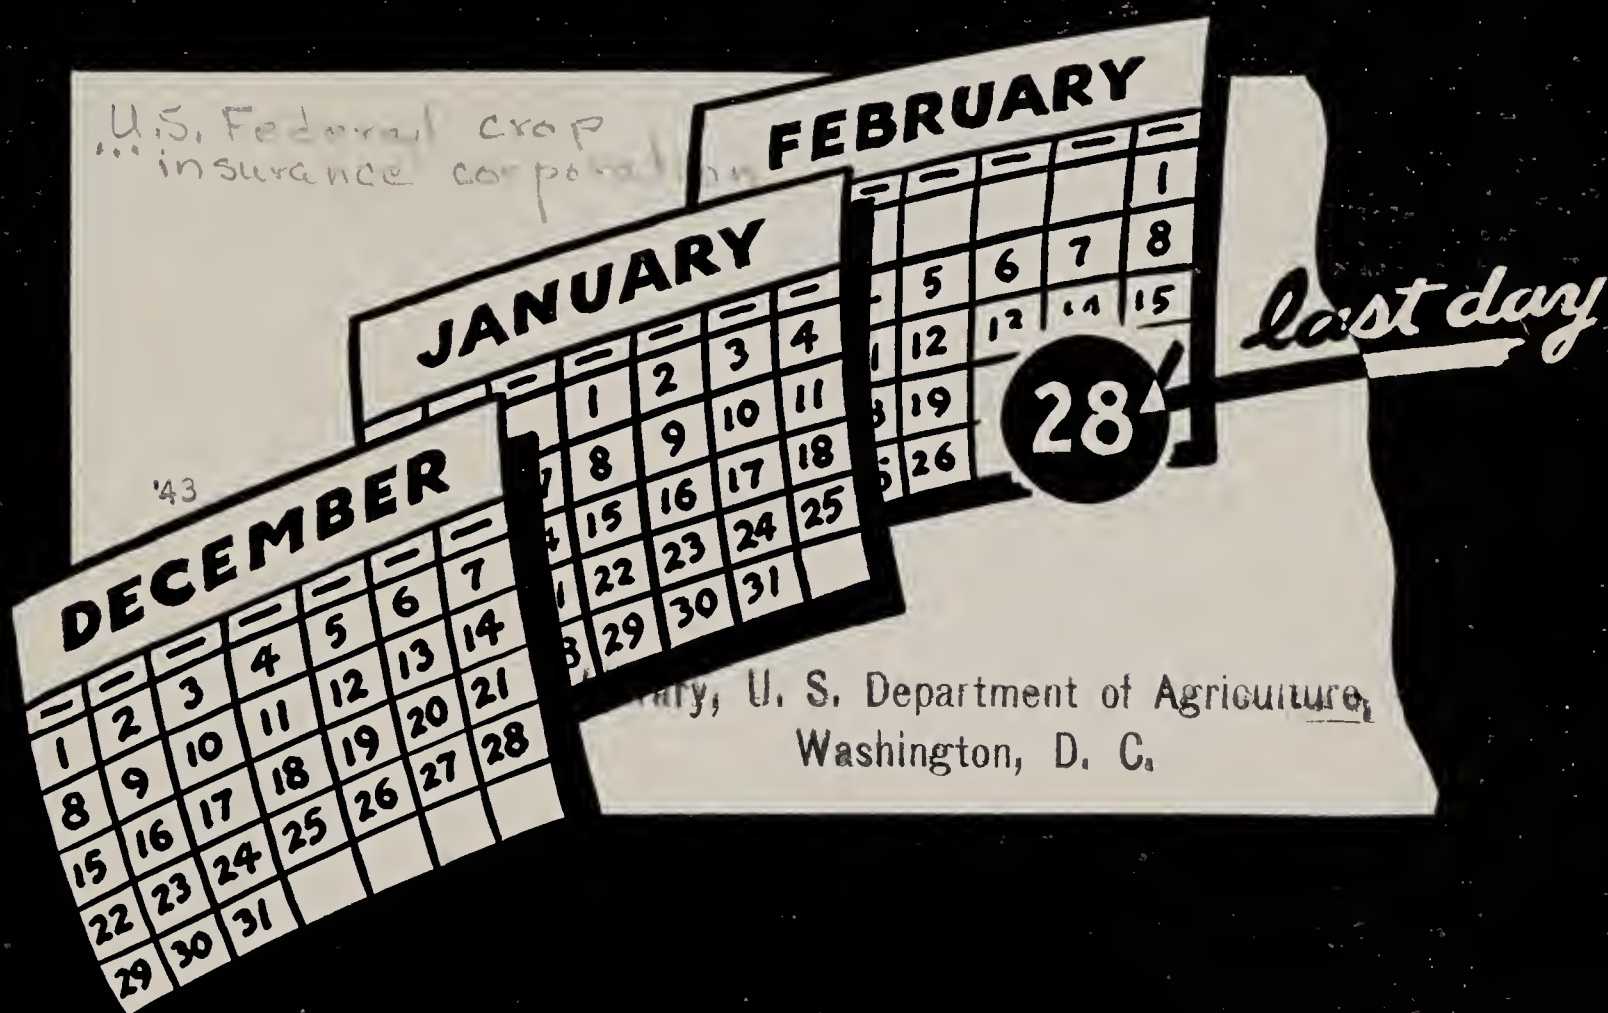 U.S. Federal crop
... insurance corporation
'43
FEBRUARY
1
5 6 7 8
12 13 14 15
19
26
28
last day
JANUARY
1 2 3 4
7 8 9 10 11
15 16 17 18
22 23 24 25
29 30 31
DECEMBER
1 2 3 4 5 6 7
8 9 10 11 12 13 14
15 16 17 18 19 20 21
22 23 24 25 26 27 28
29 30 31
U. S. Department of Agriculture,
Washington, D. C.